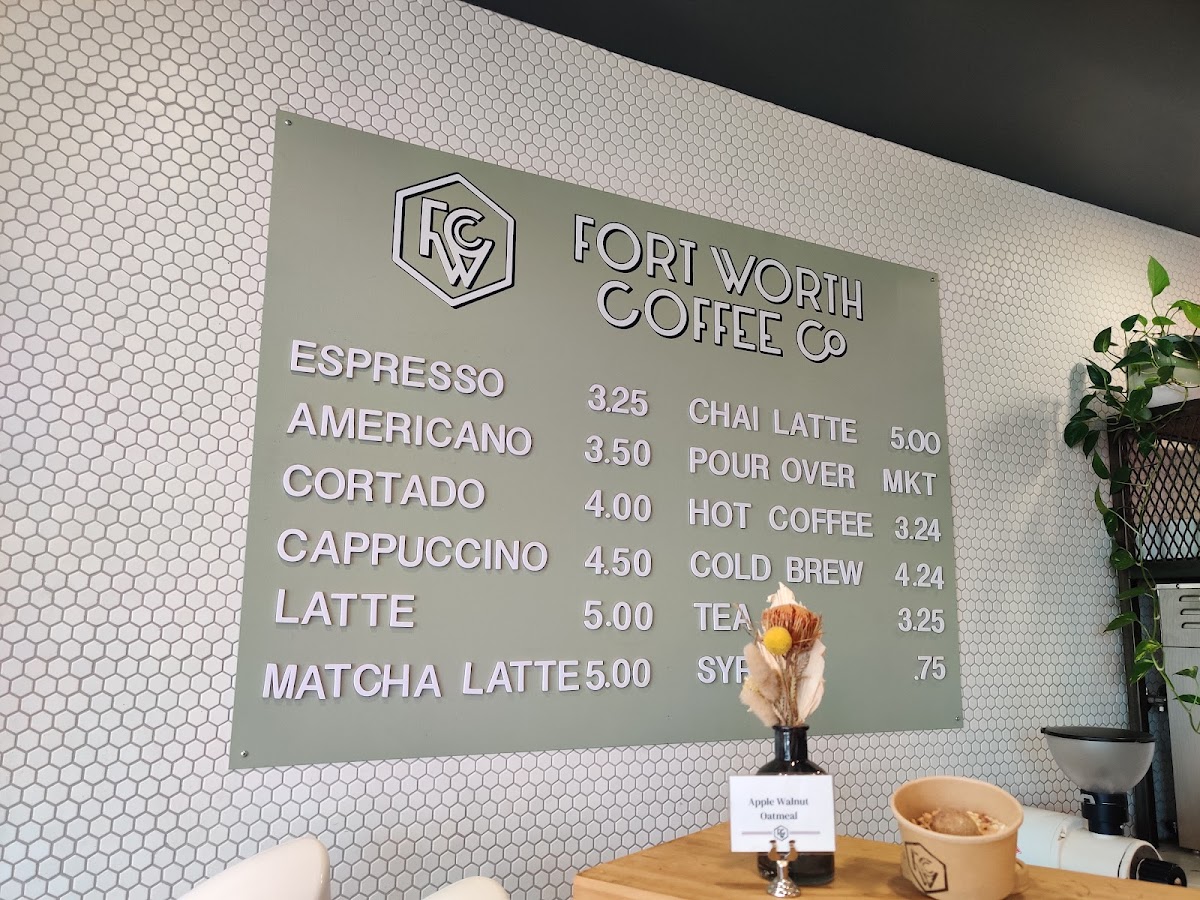 FCW
FORT WORTH
COFFEE CO
ESPRESSO 3.25
AMERICANO 3.50
CORTADO 4.00
CAPPUCCINO 4.50
LATTE 5.00
MATCHA LATTE 5.00
CHAI LATTE 5.00
POUR OVER MKT
HOT COFFEE 3.24
COLD BREW 4.24
TEA 3.25
.75
Apple Walnut
Oatmeal